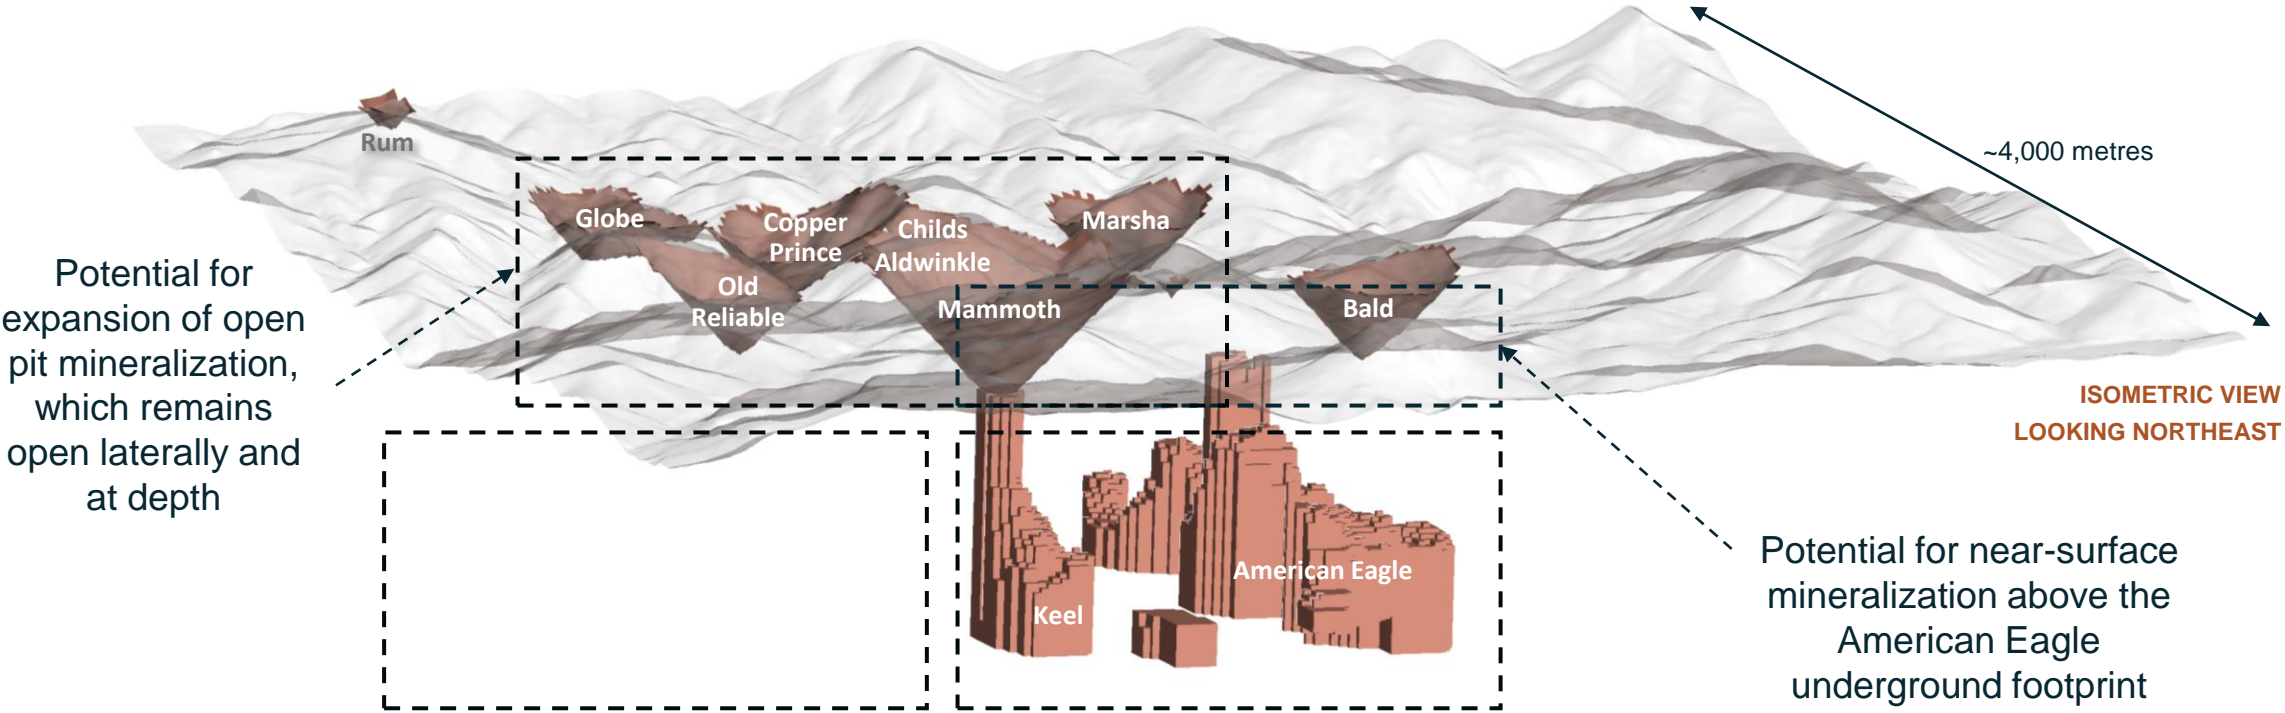 ~4,000 metres
Rum
Globe
Copper
Prince
Childs
Aldwinkle
Marsha
Old
Reliable
Mammoth
Bald
Potential for
expansion of open
pit mineralization,
which remains
open laterally and
at depth
ISOMETRIC VIEW
LOOKING NORTHEAST
American Eagle
Keel
Potential for near-surface
mineralization above the
American Eagle
underground footprint